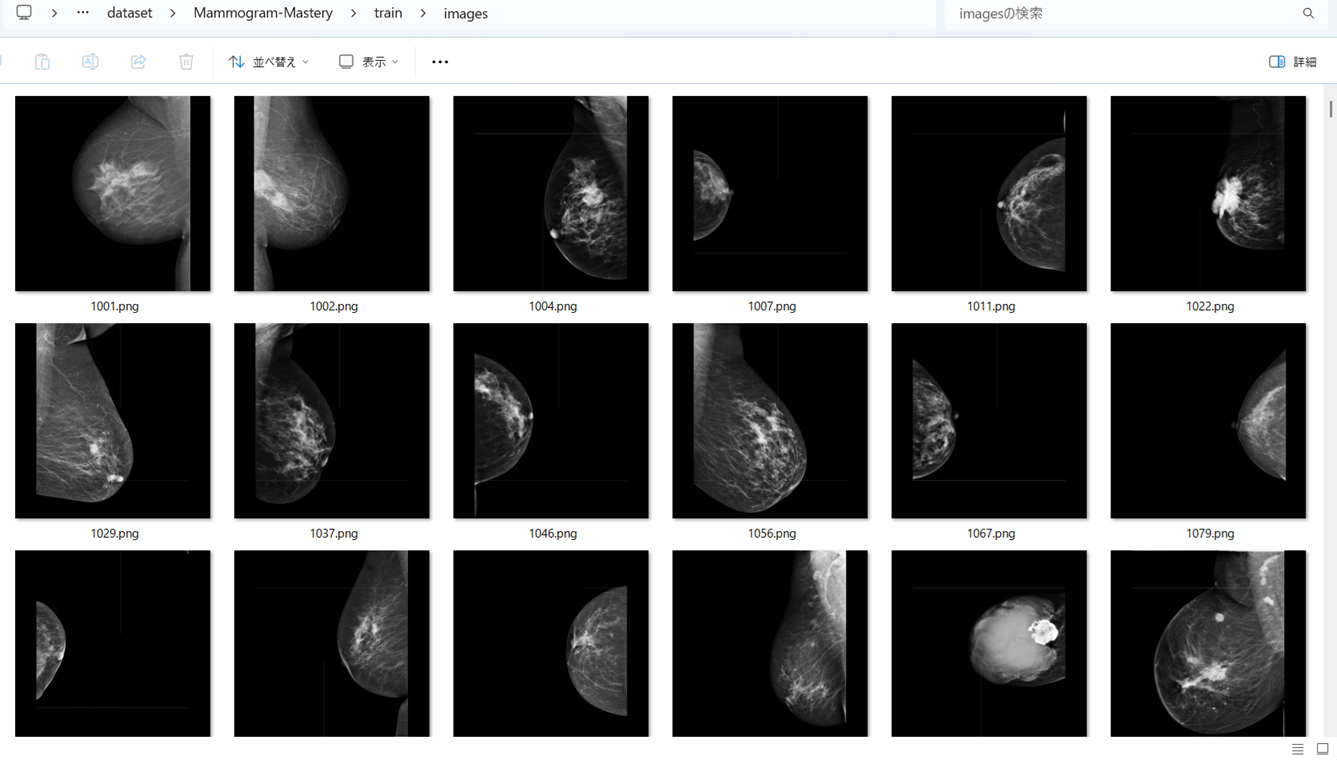 dataset > Mammogram-Mastery > train > images
imagesの検索
並べ替え
表示
詳細
1001.png
1002.png
1004.png
1007.png
1011.png
1022.png
1029.png
1037.png
1046.png
1056.png
1067.png
1079.png